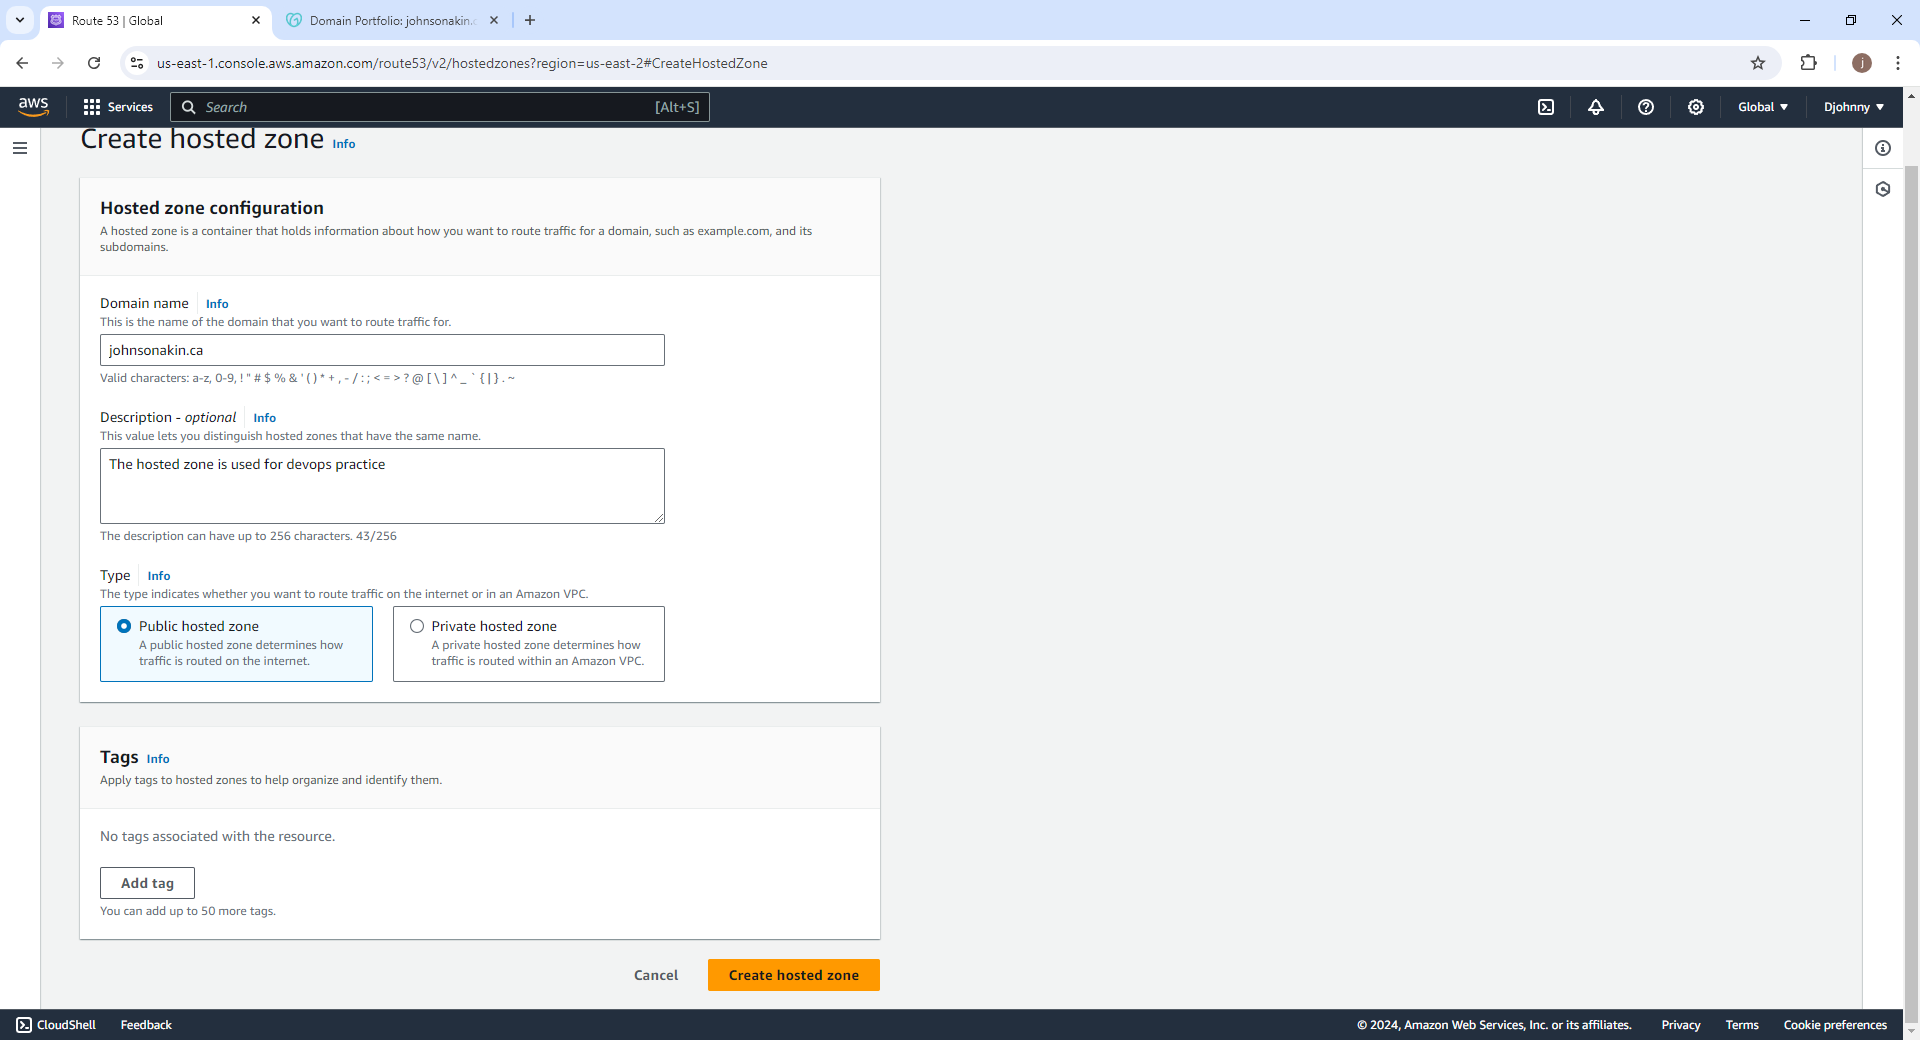 Route 53 | Global
Domain Portfolio: johnsonakin.c
us-east-1.console.aws.amazon.com/route53/v2/hostedzones?region=us-east-2#CreateHostedZone
j
aws
Services
Search
[Alt+S]
Global
Djohnny
Create hosted zone Info
Hosted zone configuration
A hosted zone is a container that holds information about how you want to route traffic for a domain, such as example.com, and its
subdomains.
Domain name Info
This is the name of the domain that you want to route traffic for.
johnsonakin.ca
Valid characters: a-z, 0-9, ! " # $ % & ' ( ) * + , - / : ; < = > ? @ [ \ ] ^ _ ` { | } . ~
Description - optional Info
This value lets you distinguish hosted zones that have the same name.
The hosted zone is used for devops practice
The description can have up to 256 characters. 43/256
Type Info
The type indicates whether you want to route traffic on the internet or in an Amazon VPC.
Public hosted zone
A public hosted zone determines how
traffic is routed on the internet.
Private hosted zone
A private hosted zone determines how
traffic is routed within an Amazon VPC.
Tags Info
Apply tags to hosted zones to help organize and identify them.
No tags associated with the resource.
Add tag
You can add up to 50 more tags.
Cancel
Create hosted zone
CloudShell
Feedback
© 2024, Amazon Web Services, Inc. or its affiliates.
Privacy
Terms
Cookie preferences